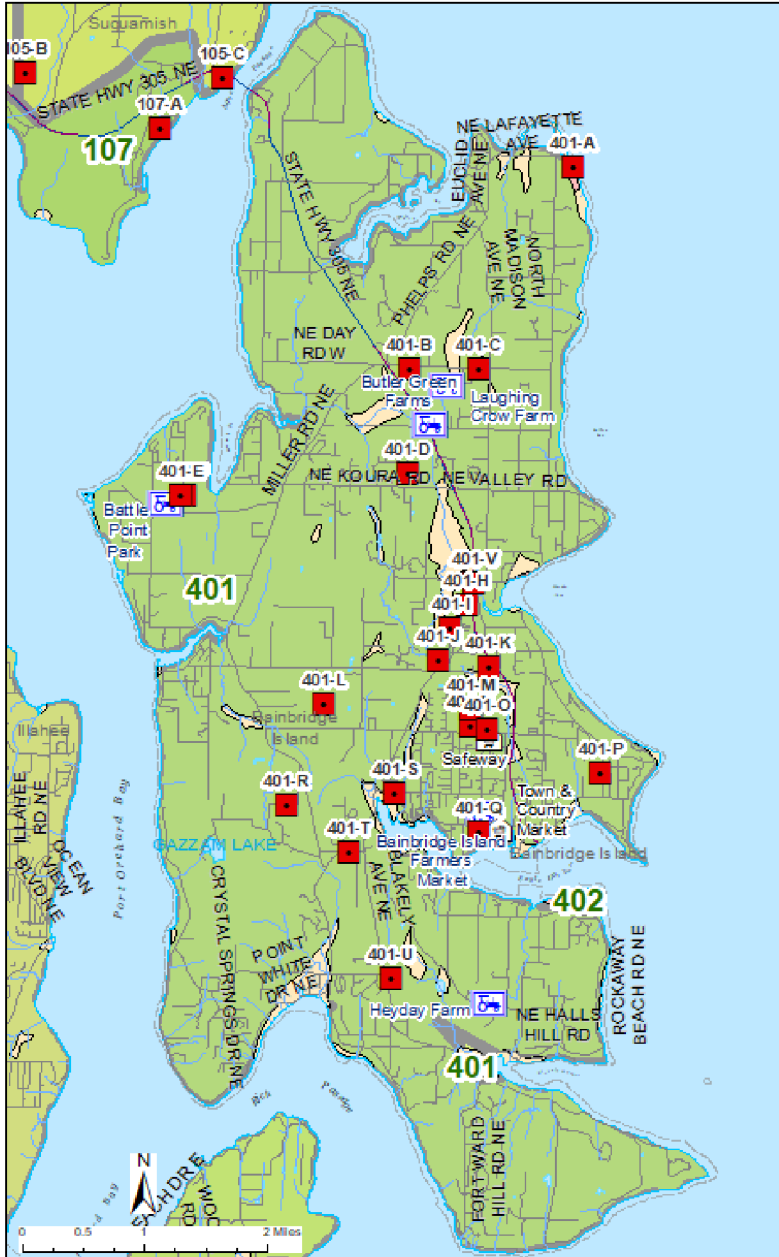 Suquamish
105-B
105-C
STATE HWY 305 NE
107-A
107
NE LAFAYETTE
AVE
401-A
EUCLID
AVE NE
STATE HWY 305 NE
PHELPS RD NE
NORTH
MADISON
AVE NE
NE DAY
RD W
401-B
401-C
Butler Green
Farms
Laughing
Crow Farm
MILLER RD NE
401-D
NE KOURA RD
NE VALLEY RD
401-E
Battle
Point
Park
401
401-V
401-H
401-I
401-J
401-K
401-L
401-M
401-O
Bainbridge
Island
Safeway
401-P
Illahee
ILLAHEE
RD NE
OCEAN
VIEW
BLVD NE
Port Orchard Bay
401-R
401-S
401-Q
Town &
Country
Market
401-T
Bainbridge Island
Farmers
Market
Bainbridge Island
GAZZAM LAKE
BLAKELY
AVE NE
402
CRYSTAL SPRINGS DR NE
POINT
WHITE
DR NE
401-U
Heyday Farm
NE HALLS
HILL RD
ROCKAWAY
BEACH RD NE
401
Rich Passage
FORT WARD
HILL RD NE
N
EACH DR E
RD
0 0.5 1 2 Miles